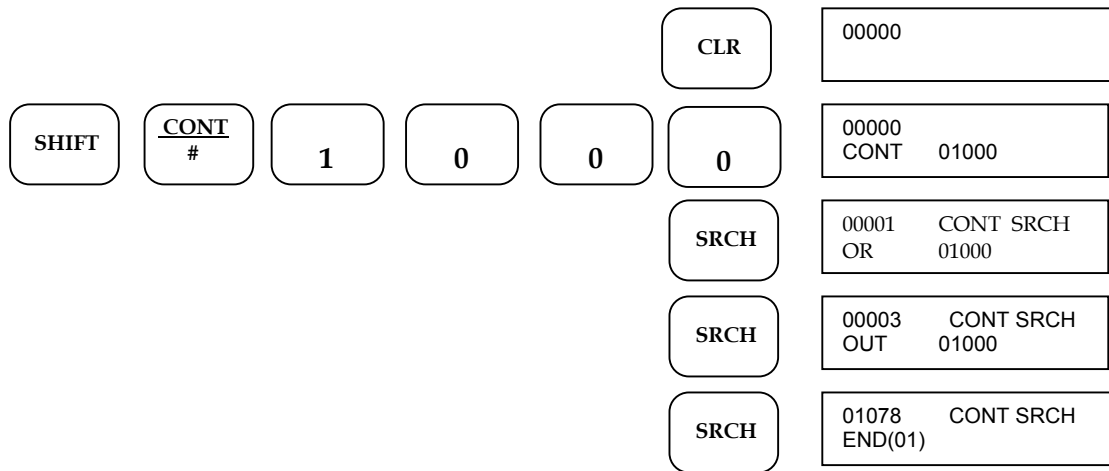 CLR
00000
SHIFT
CONT
#
1
0
0
0
00000
CONT 01000
SRCH
00001 CONT SRCH
OR 01000
SRCH
00003 CONT SRCH
OUT 01000
SRCH
01078 CONT SRCH
END(01)